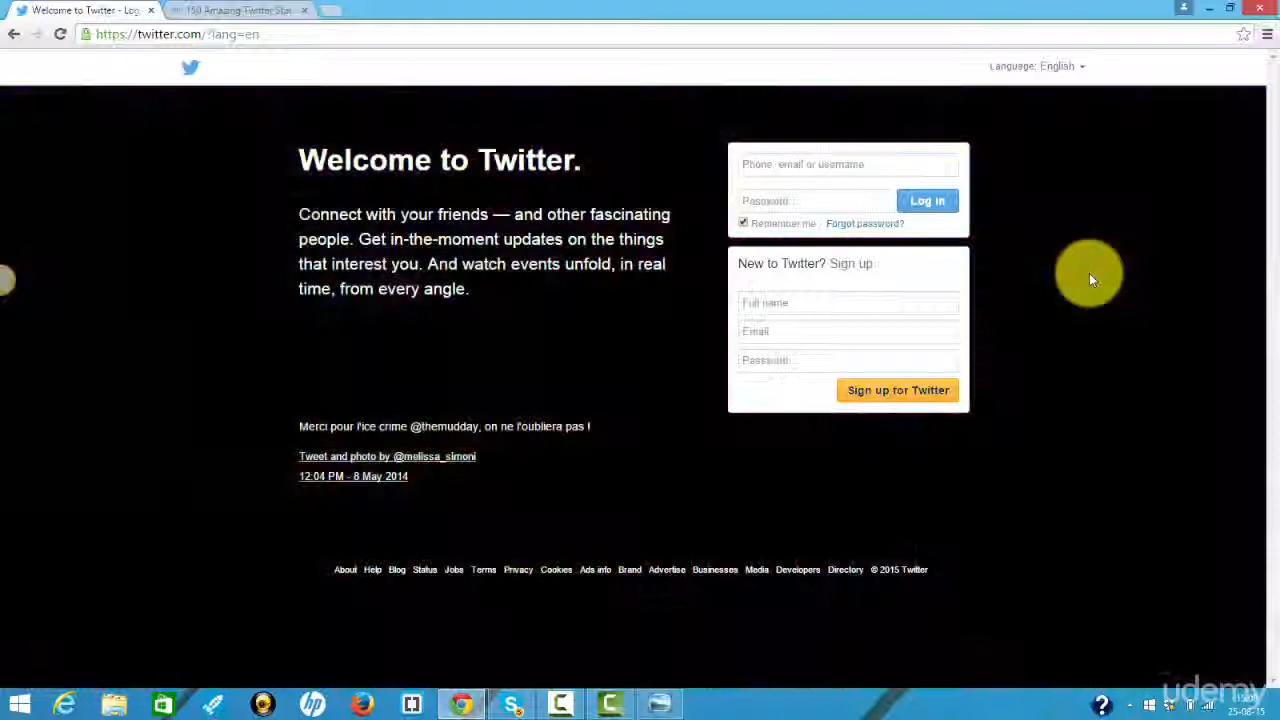 Welcome to Twitter - Log
150 Amazing Twitter Stat
https://twitter.com/?lang=en
Language: English
Welcome to Twitter.
Connect with your friends — and other fascinating
people. Get in-the-moment updates on the things
that interest you. And watch events unfold, in real
time, from every angle.
Phone, email or username
Password
Log in
Remember me
Forgot password?
New to Twitter? Sign up
Full name
Email
Password
Sign up for Twitter
Merci pour l'ice crime @themudday, on ne l'oubliera pas !
Tweet and photo by @melissa_simoni
12:04 PM - 8 May 2014
About Help Blog Status Jobs Terms Privacy Cookies Ads info Brand Advertise Businesses Media Developers Directory © 2015 Twitter
udemy
25-08-15